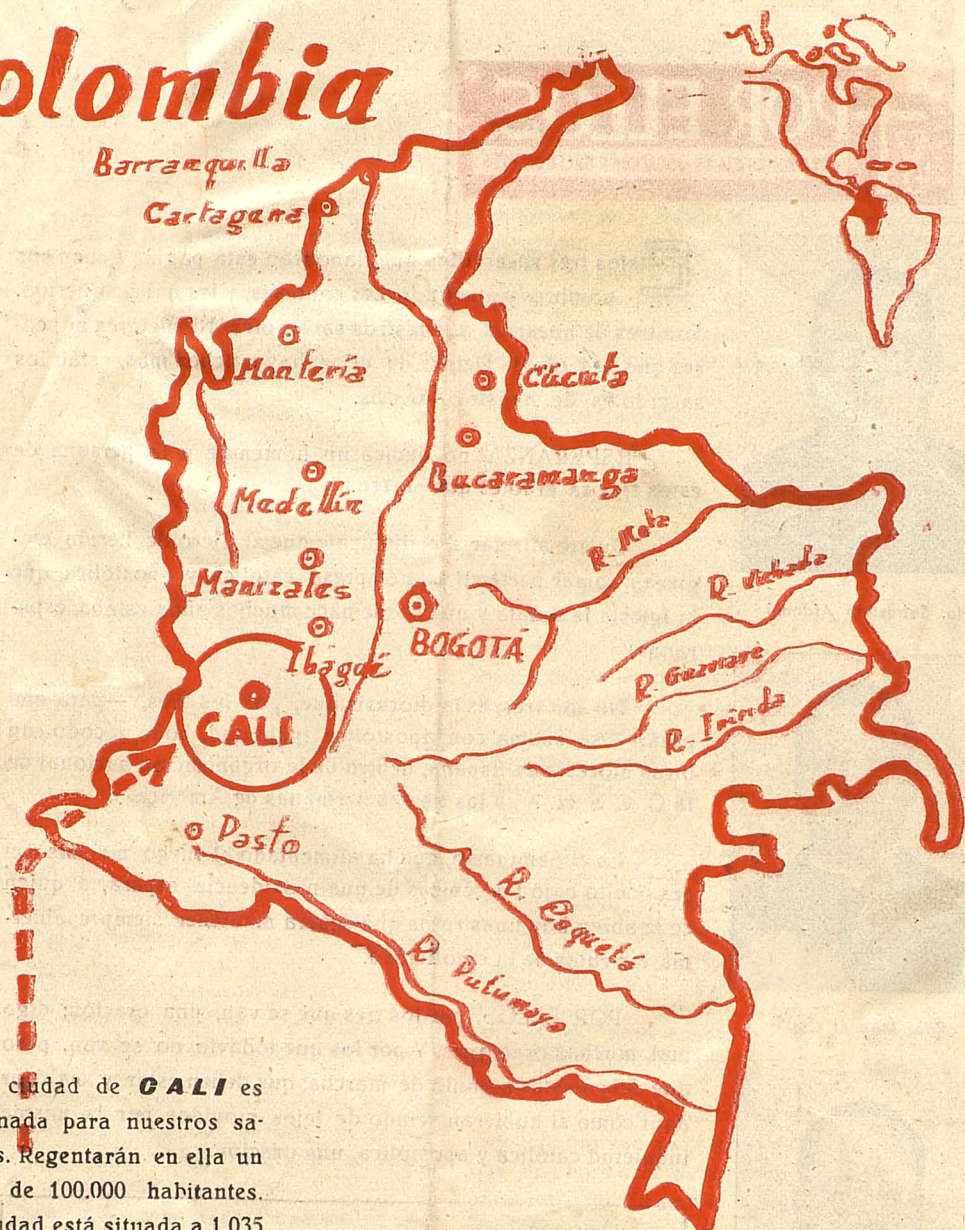 olombia
Barranquilla
Cartagena
Montería
Cúcuta
Bucaramanga
Medellín
R. Meta
Manizales
R. Vichada
BOGOTÁ
Ibagué
R. Guaviare
CALI
R. Inírida
Pasto
R. Caquetá
R. Putumayo
ciudad de CALI es
nada para nuestros sa-
s. Regentarán en ella un
de 100.000 habitantes.
udad está situada a 1.035